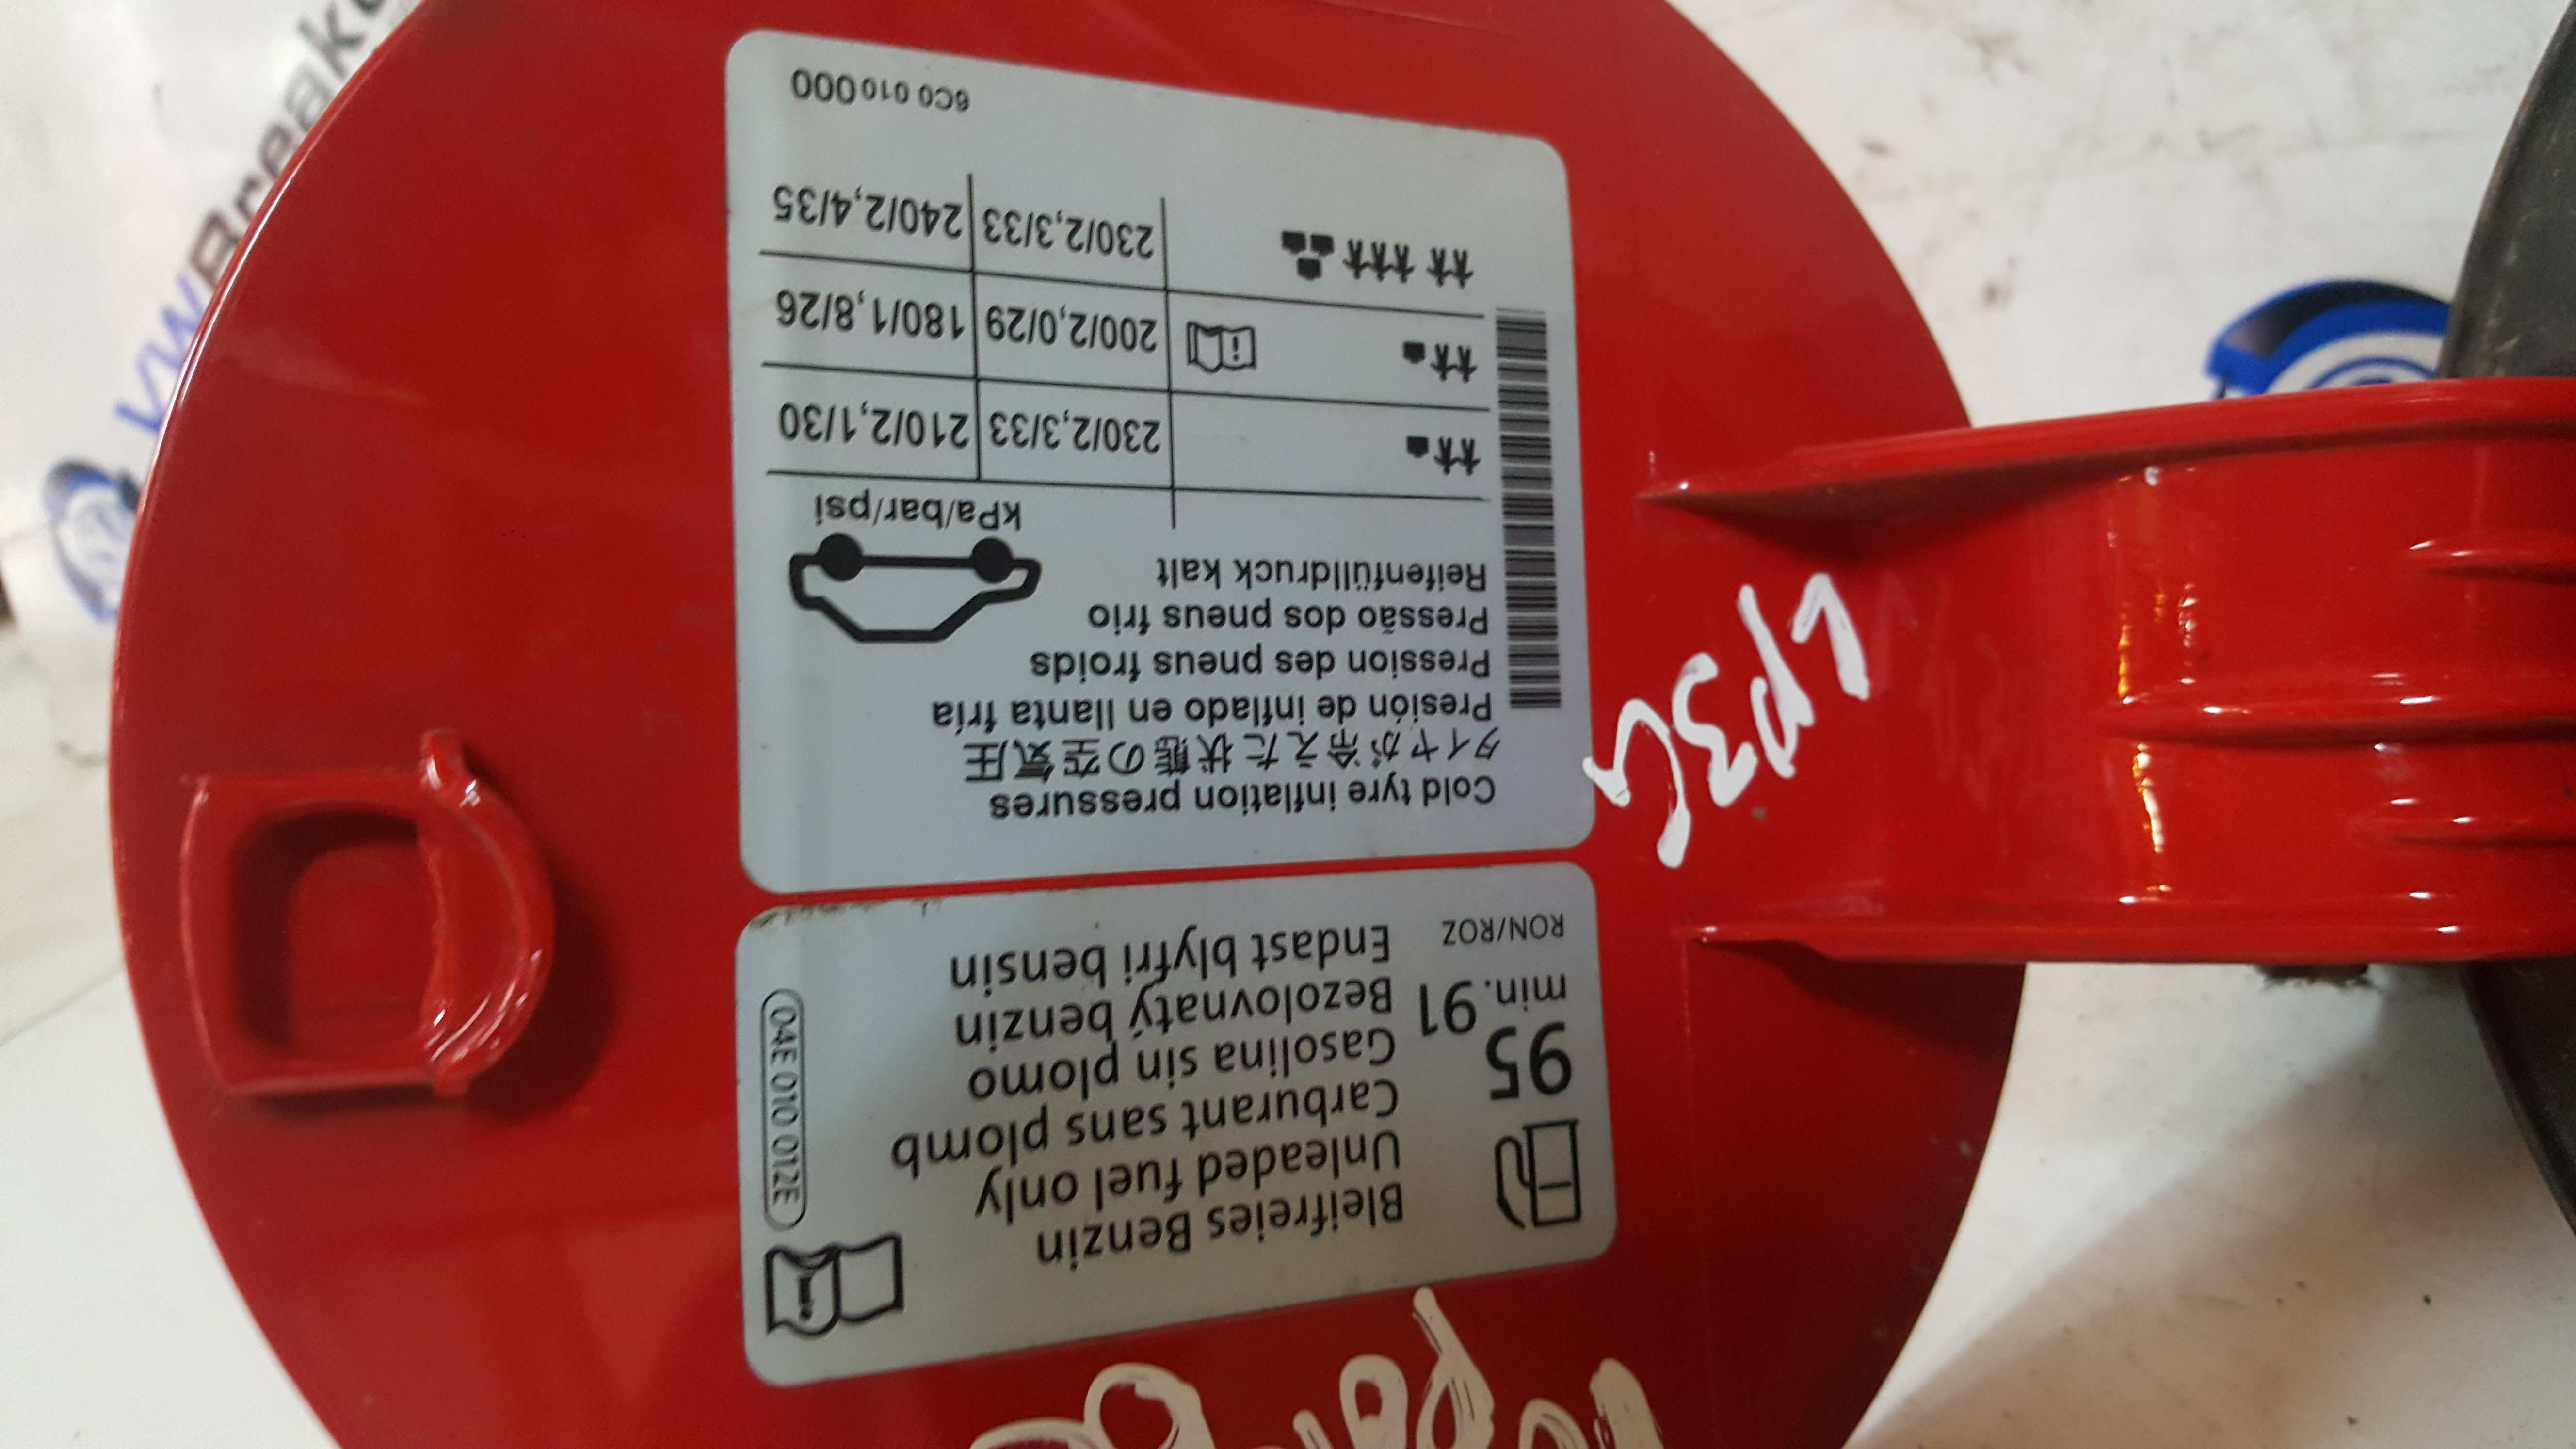 Bleifreies Benzin
Unleaded fuel only
Carburant sans plomb
Gasolina sin plomo
Bezolovnatý benzin
Endast blyfri bensin
95
min. 91
RON/ROZ
04E 010 012E
Cold tyre inflation pressures
タイヤが冷えた状態の空気圧
Presión de inflado en llanta fría
Pression des pneus froids
Pressão dos pneus frio
Reifenfülldruck kalt
kPa/bar/psi
230/2,3/33 210/2,1/30
200/2,0/29 180/1,8/26
230/2,3/33 240/2,4/35
6C0 010 000
LP3G
VWBreak